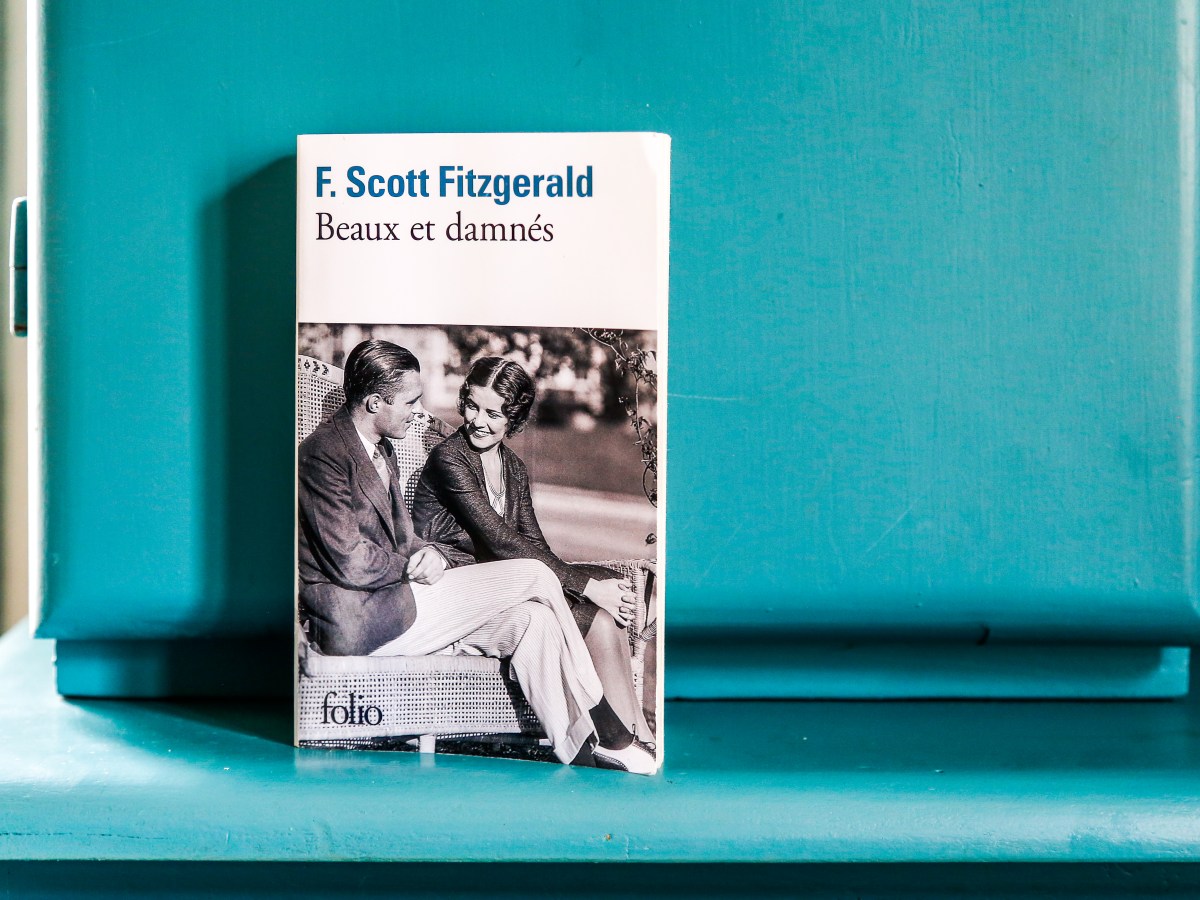 F. Scott Fitzgerald
Beaux et damnés
folio